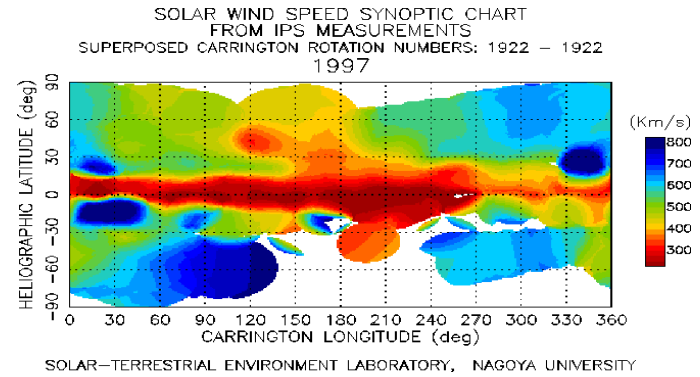 SOLAR WIND SPEED SYNOPTIC CHART
FROM IPS MEASUREMENTS
SUPERPOSED CARRINGTON ROTATION NUMBERS: 1922 – 1922
1997
HELIOGRAPHIC LATITUDE (deg)
90
60
30
0
−30
−60
−90
0 30 60 90 120 150 180 210 240 270 300 330 360
CARRINGTON LONGITUDE (deg)
(Km/s)
800
700
600
500
400
300
SOLAR−TERRESTRIAL ENVIRONMENT LABORATORY, NAGOYA UNIVERSITY